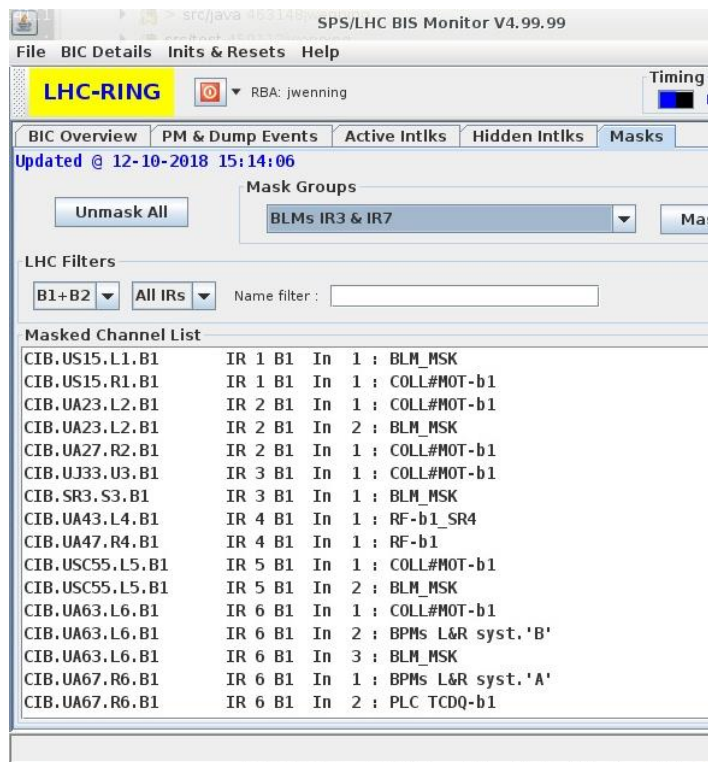 SPS/LHC BIS Monitor V4.99.99
File BIC Details Inits & Resets Help
LHC-RING RBA: jwenning Timing
BIC Overview PM & Dump Events Active Intlks Hidden Intlks Masks
Updated @ 12-10-2018 15:14:06
Mask Groups
Unmask All BLMs IR3 & IR7
LHC Filters
B1+B2 All IRs Name filter :
Masked Channel List
CIB.US15.L1.B1 IR 1 B1 In 1 : BLM_MSK
CIB.US15.R1.B1 IR 1 B1 In 1 : COLL#MOT-b1
CIB.UA23.L2.B1 IR 2 B1 In 1 : COLL#MOT-b1
CIB.UA23.L2.B1 IR 2 B1 In 2 : BLM_MSK
CIB.UA27.R2.B1 IR 2 B1 In 1 : COLL#MOT-b1
CIB.UJ33.U3.B1 IR 3 B1 In 1 : COLL#MOT-b1
CIB.SR3.S3.B1 IR 3 B1 In 1 : BLM_MSK
CIB.UA43.L4.B1 IR 4 B1 In 1 : RF-b1_SR4
CIB.UA47.R4.B1 IR 4 B1 In 1 : RF-b1
CIB.USC55.L5.B1 IR 5 B1 In 1 : COLL#MOT-b1
CIB.USC55.L5.B1 IR 5 B1 In 2 : BLM_MSK
CIB.UA63.L6.B1 IR 6 B1 In 1 : COLL#MOT-b1
CIB.UA63.L6.B1 IR 6 B1 In 2 : BPMs L&R syst.'B'
CIB.UA63.L6.B1 IR 6 B1 In 3 : BLM_MSK
CIB.UA67.R6.B1 IR 6 B1 In 1 : BPMs L&R syst.'A'
CIB.UA67.R6.B1 IR 6 B1 In 2 : PLC TCDQ-b1